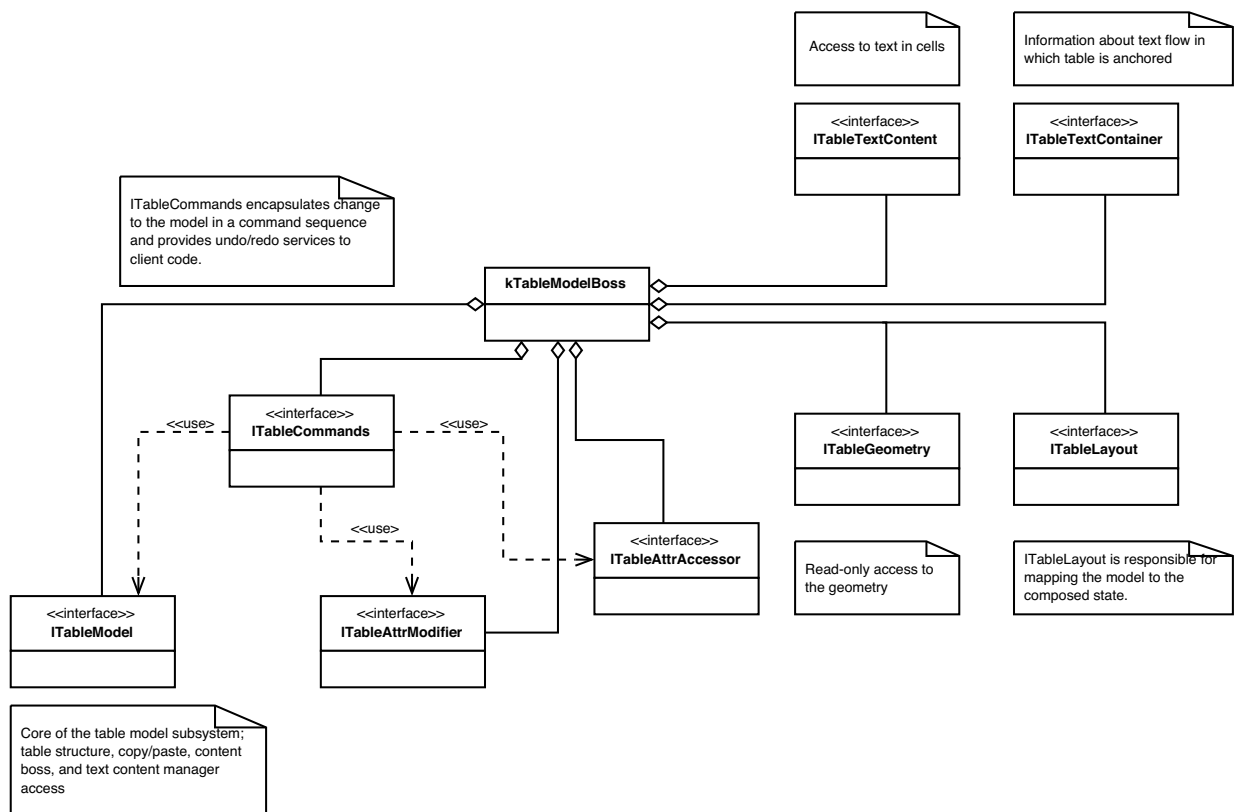 Access to text in cells
Information about text flow in
which table is anchored
<<interface>>
ITableTextContent
<<interface>>
ITableTextContainer
ITableCommands encapsulates change
to the model in a command sequence
and provides undo/redo services to
client code.
kTableModelBoss
<<interface>>
ITableCommands
<<use>
<<use>
<<use>
<<interface>>
ITableGeometry
<<interface>>
ITableLayout
<<interface>>
ITableAttrAccessor
Read-only access to
the geometry
ITableLayout is responsible for
mapping the model to the
composed state.
<<interface>>
ITableModel
<<interface>>
ITableAttrModifier
Core of the table model subsystem;
table structure, copy/paste, content
boss, and text content manager
access